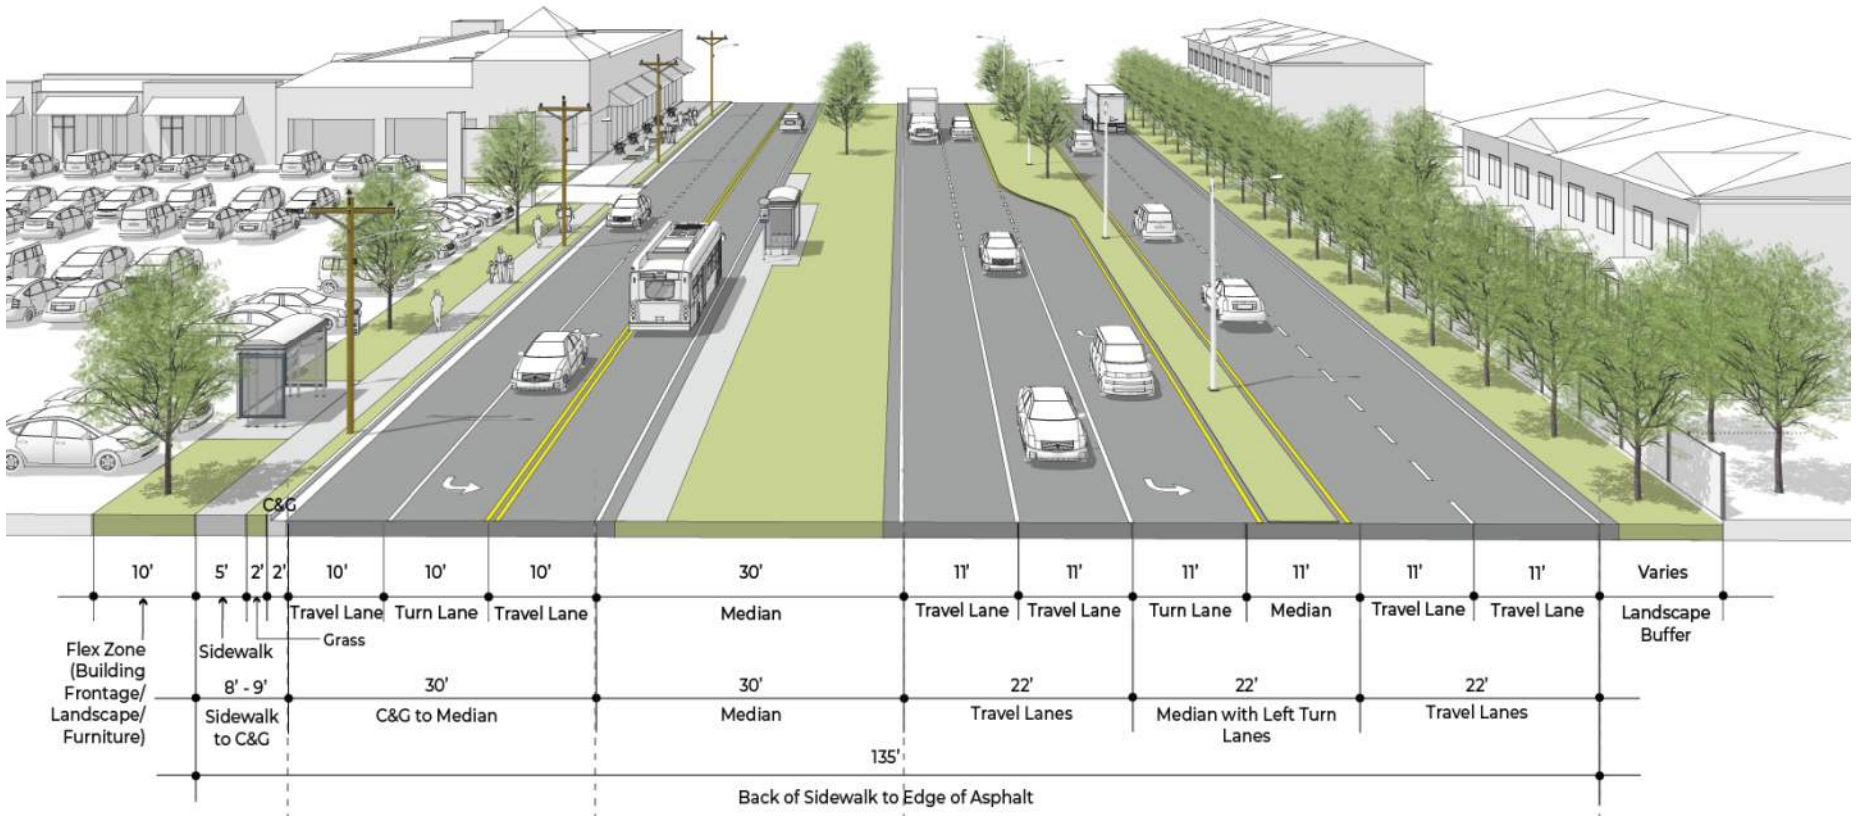 C&G
10' 5' 2' 2' 10' 10' 10' 30' 11' 11' 11' 11' 11' 11' Varies
Travel Lane Turn Lane Travel Lane Median Travel Lane Travel Lane Turn Lane Median Travel Lane Travel Lane Landscape
Buffer
Grass
Flex Zone
(Building
Frontage/
Landscape/
Furniture)
Sidewalk
8' - 9' 30' 30' 22' 22' 22'
Sidewalk
to C&G
C&G to Median
Median
Travel Lanes
Median with Left Turn
Lanes
Travel Lanes
135'
Back of Sidewalk to Edge of Asphalt